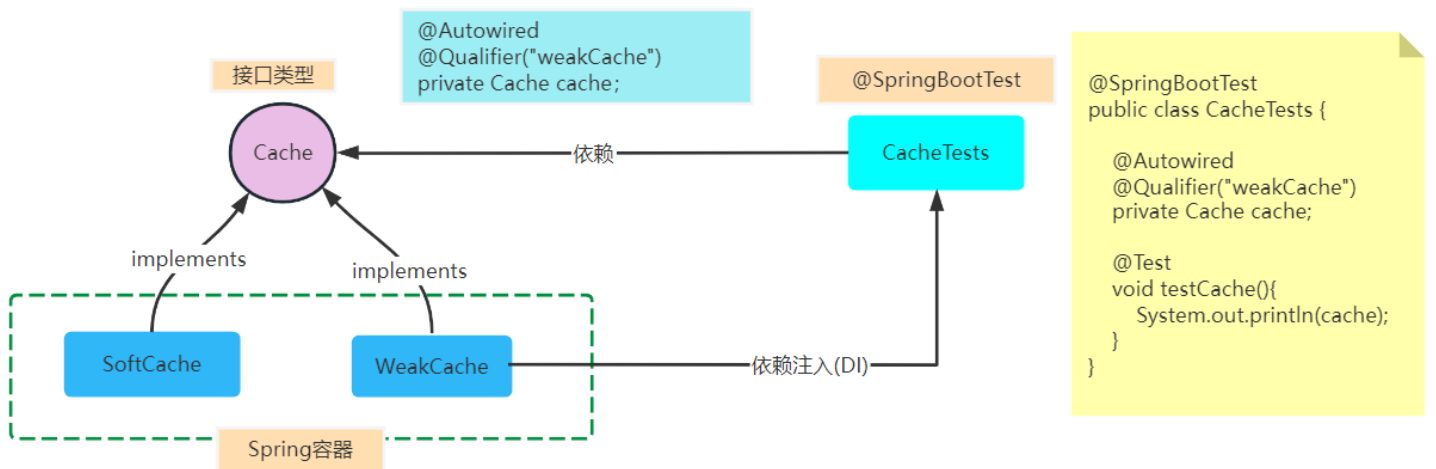 @Autowired
@Qualifier("weakCache")
private Cache cache;
接口类型
@SpringBootTest
Cache
依赖
CacheTests
implements
implements
SoftCache
WeakCache
依赖注入(DI)
Spring容器
@SpringBootTest
public class CacheTests {
@Autowired
@Qualifier("weakCache")
private Cache cache;
@Test
void testCache(){
System.out.println(cache);
}
}